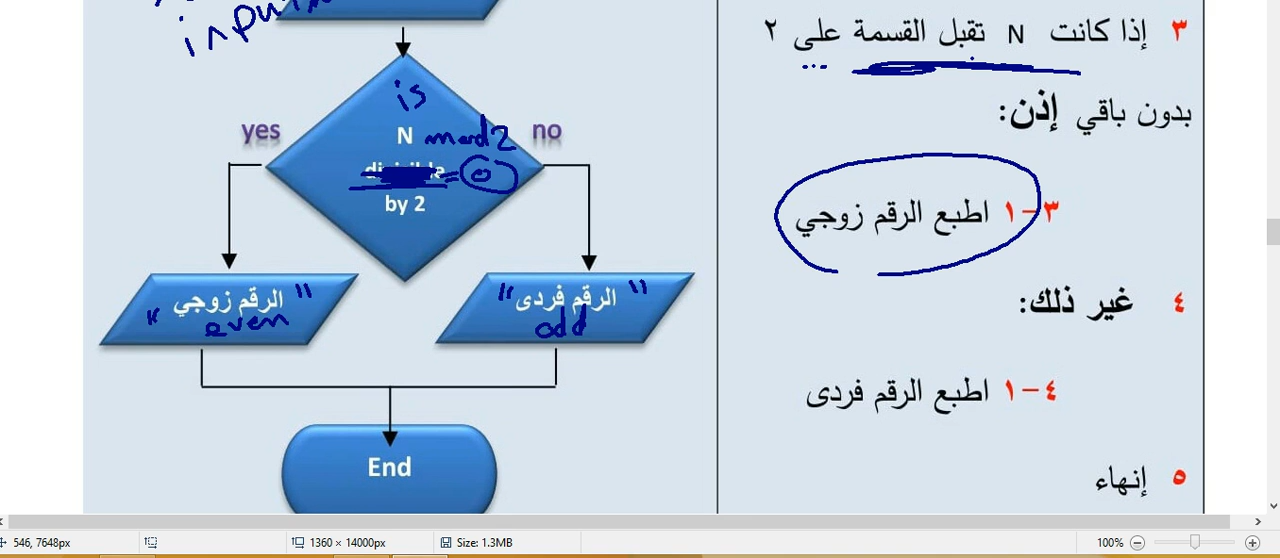 input
is
N mod 2
= 0
by 2
yes
no
" الرقم زوجي "
even
" الرقم فردى "
odd
End
٣ إذا كانت N تقبل القسمة على ٢
بدون باقي إذن:
٣-١ اطبع الرقم زوجي
٤ غير ذلك:
٤-١ اطبع الرقم فردى
٥ إنهاء
546, 7648px
1360 × 14000px
Size: 1.3MB
100%